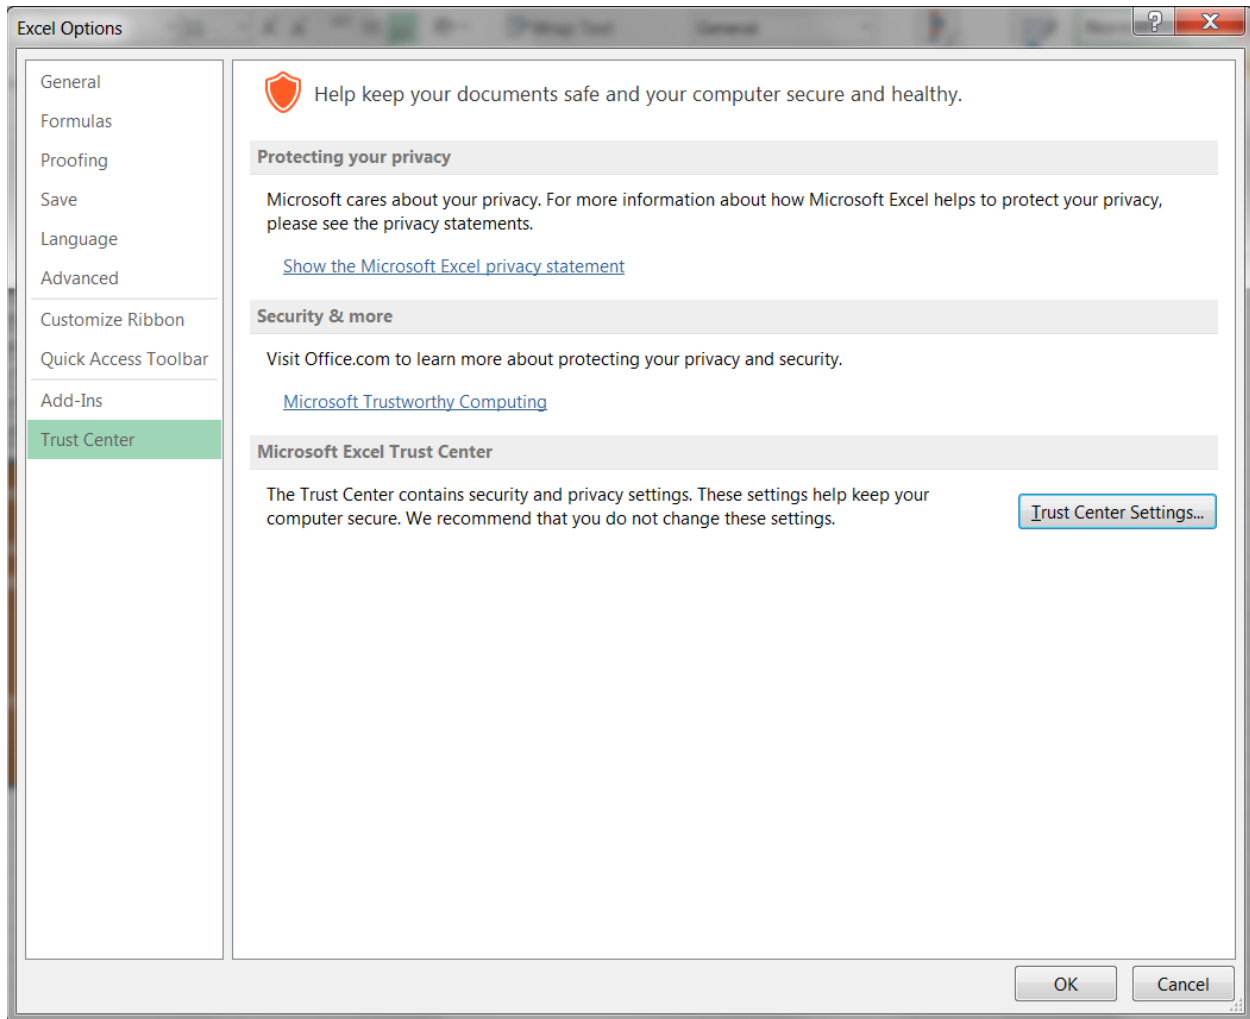 Excel Options
Wrap Text
General
?
X
General
Formulas
Proofing
Save
Language
Advanced
Customize Ribbon
Quick Access Toolbar
Add-Ins
Trust Center
Help keep your documents safe and your computer secure and healthy.
Protecting your privacy
Microsoft cares about your privacy. For more information about how Microsoft Excel helps to protect your privacy,
please see the privacy statements.
Show the Microsoft Excel privacy statement
Security & more
Visit Office.com to learn more about protecting your privacy and security.
Microsoft Trustworthy Computing
Microsoft Excel Trust Center
The Trust Center contains security and privacy settings. These settings help keep your
computer secure. We recommend that you do not change these settings.
Trust Center Settings...
OK
Cancel